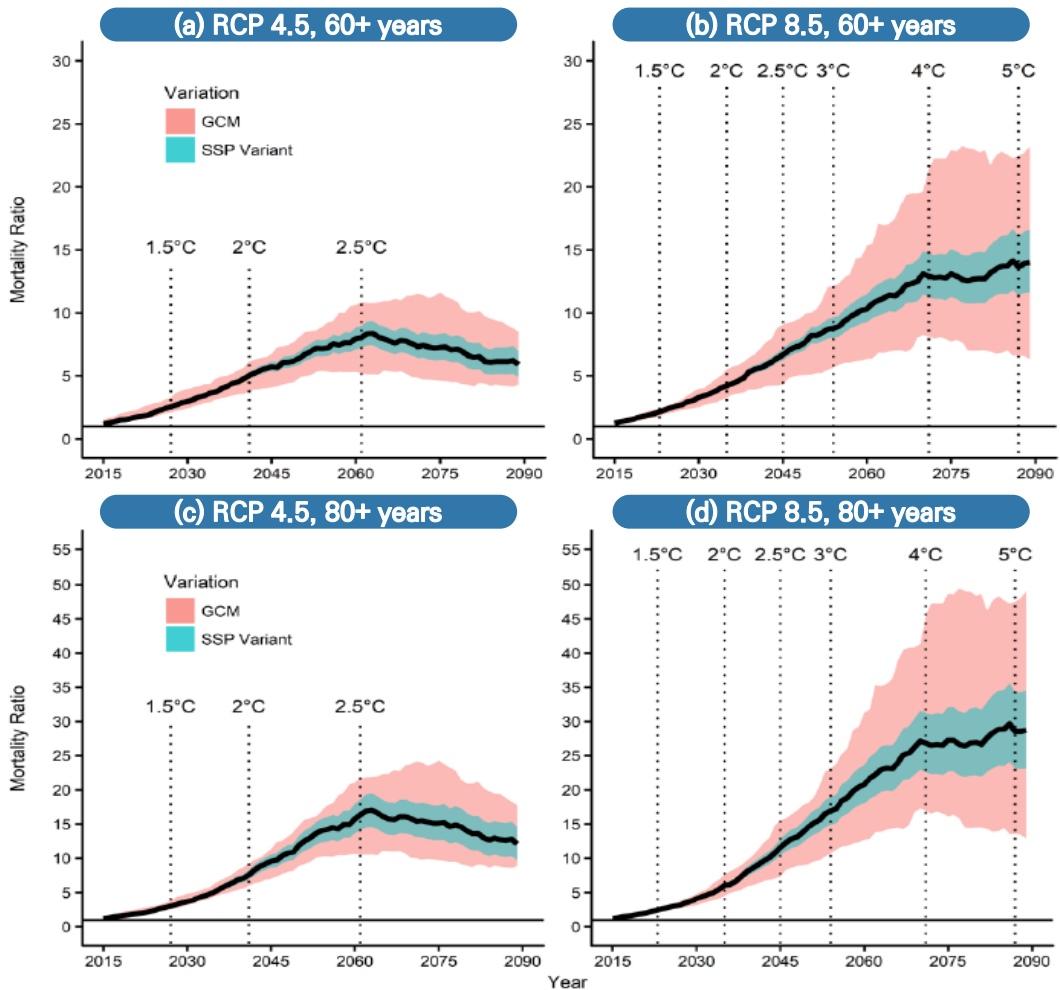 (a) RCP 4.5, 60+ years
30
25
20
15
10
5
0
Mortality Ratio
Variation
GCM
SSP Variant
1.5°C 2°C 2.5°C
2015 2030 2045 2060 2075 2090
(b) RCP 8.5, 60+ years
30
25
20
15
10
5
0
1.5°C 2°C 2.5°C 3°C 4°C 5°C
2015 2030 2045 2060 2075 2090
(c) RCP 4.5, 80+ years
55
50
45
40
35
30
25
20
15
10
5
0
Mortality Ratio
Variation
GCM
SSP Variant
1.5°C 2°C 2.5°C
2015 2030 2045 2060 2075 2090
(d) RCP 8.5, 80+ years
55
50
45
40
35
30
25
20
15
10
5
0
1.5°C 2°C 2.5°C 3°C 4°C 5°C
2015 2030 2045 2060 2075 2090
Year